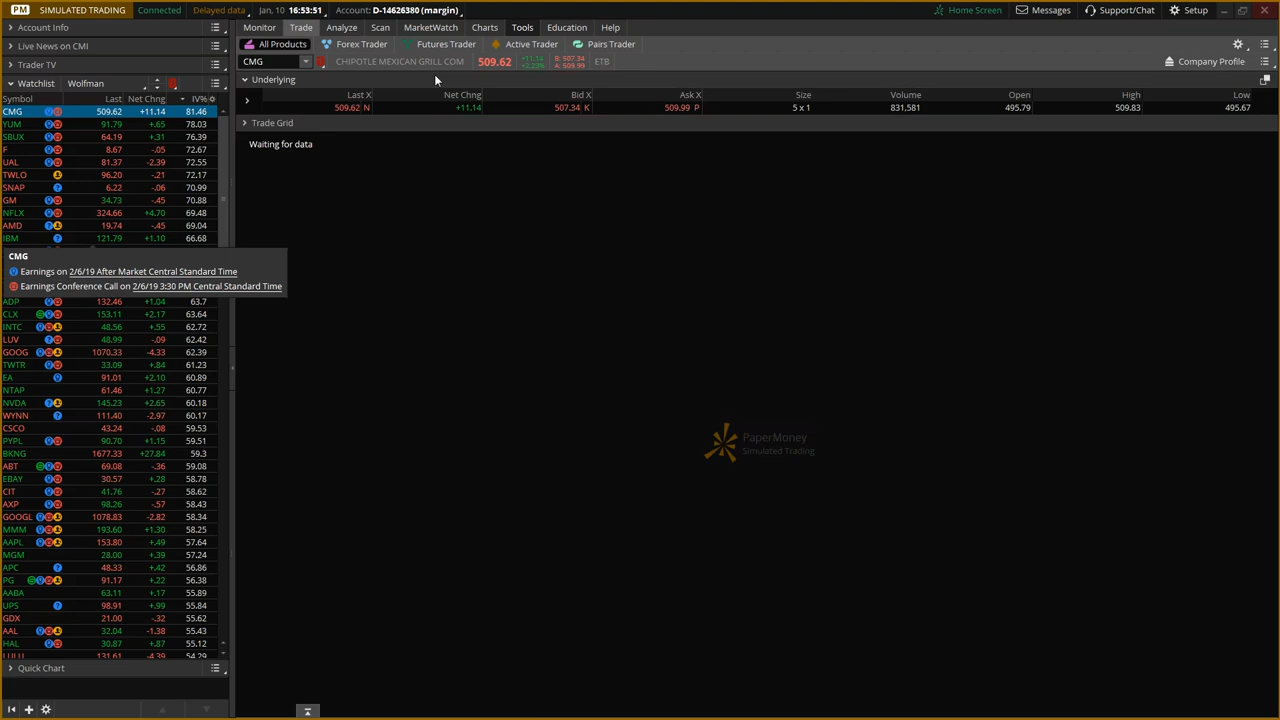 SIMULATED TRADING Connected Delayed data Jan. 10 16:53:51 Account: D-14626380 (margin) Home Screen Messages Support/Chat Setup
Account Info
Live News on CMI
Trader TV
Watchlist Wolfman
Symbol Last Net Chng IV%
CMG 509.62 +11.14 81.46
YUM 91.79 +.65 78.03
SBUX 64.19 +.31 76.39
F 8.67 -.05 72.67
UAL 81.37 -2.39 72.55
TWLO 96.20 -.21 72.17
SNAP 6.22 -.06 70.99
GM 34.73 -.45 70.88
NFLX 324.66 +4.70 69.48
AMD 19.74 -.45 69.04
IBM 121.79 +1.10 66.68
CMG
Earnings on 2/6/19 After Market Central Standard Time
Earnings Conference Call on 2/6/19 3:30 PM Central Standard Time
ADP 132.46 +1.04 63.7
CLX 153.11 +2.17 63.64
INTC 48.56 +.55 62.72
LUV 48.99 -.09 62.42
GOOG 1070.33 -4.33 62.39
TWTR 33.09 +.84 61.23
EA 91.01 +2.10 60.89
NTAP 61.46 +1.27 60.77
NVDA 145.23 +2.65 60.18
WYNN 111.40 -2.97 60.17
CSCO 43.24 -.08 59.53
PYPL 90.70 +1.15 59.51
BKNG 1677.33 +27.84 59.3
ABT 69.08 -.36 59.08
EBAY 30.57 +.28 58.78
CIT 41.76 -.27 58.62
AXP 98.26 -.57 58.43
GOOGL 1078.83 -2.82 58.34
MMM 193.60 +1.30 58.25
AAPL 153.80 +.49 57.64
MGM 28.00 +.39 57.24
APC 48.33 +.42 56.86
PG 91.17 +.22 56.38
AABA 63.11 +.17 55.89
UPS 98.91 +.99 55.84
GDX 21.00 -.32 55.62
AAL 32.04 -1.38 55.43
HAL 30.87 +.87 55.12
LULU 131.61 -4.39 54.29
Quick Chart
Monitor Trade Analyze Scan MarketWatch Charts Tools Education Help
All Products Forex Trader Futures Trader Active Trader Pairs Trader
CMG CHIPOTLE MEXICAN GRILL COM 509.62 +11.14 +2.23% B: 507.34 A: 509.99 ETB Company Profile
Underlying
Last X Net Chng Bid X Ask X Size Volume Open High Low
509.62 N +11.14 507.34 K 509.99 P 5 x 1 831,581 495.79 509.83 495.67
Trade Grid
Waiting for data
PaperMoney
Simulated Trading